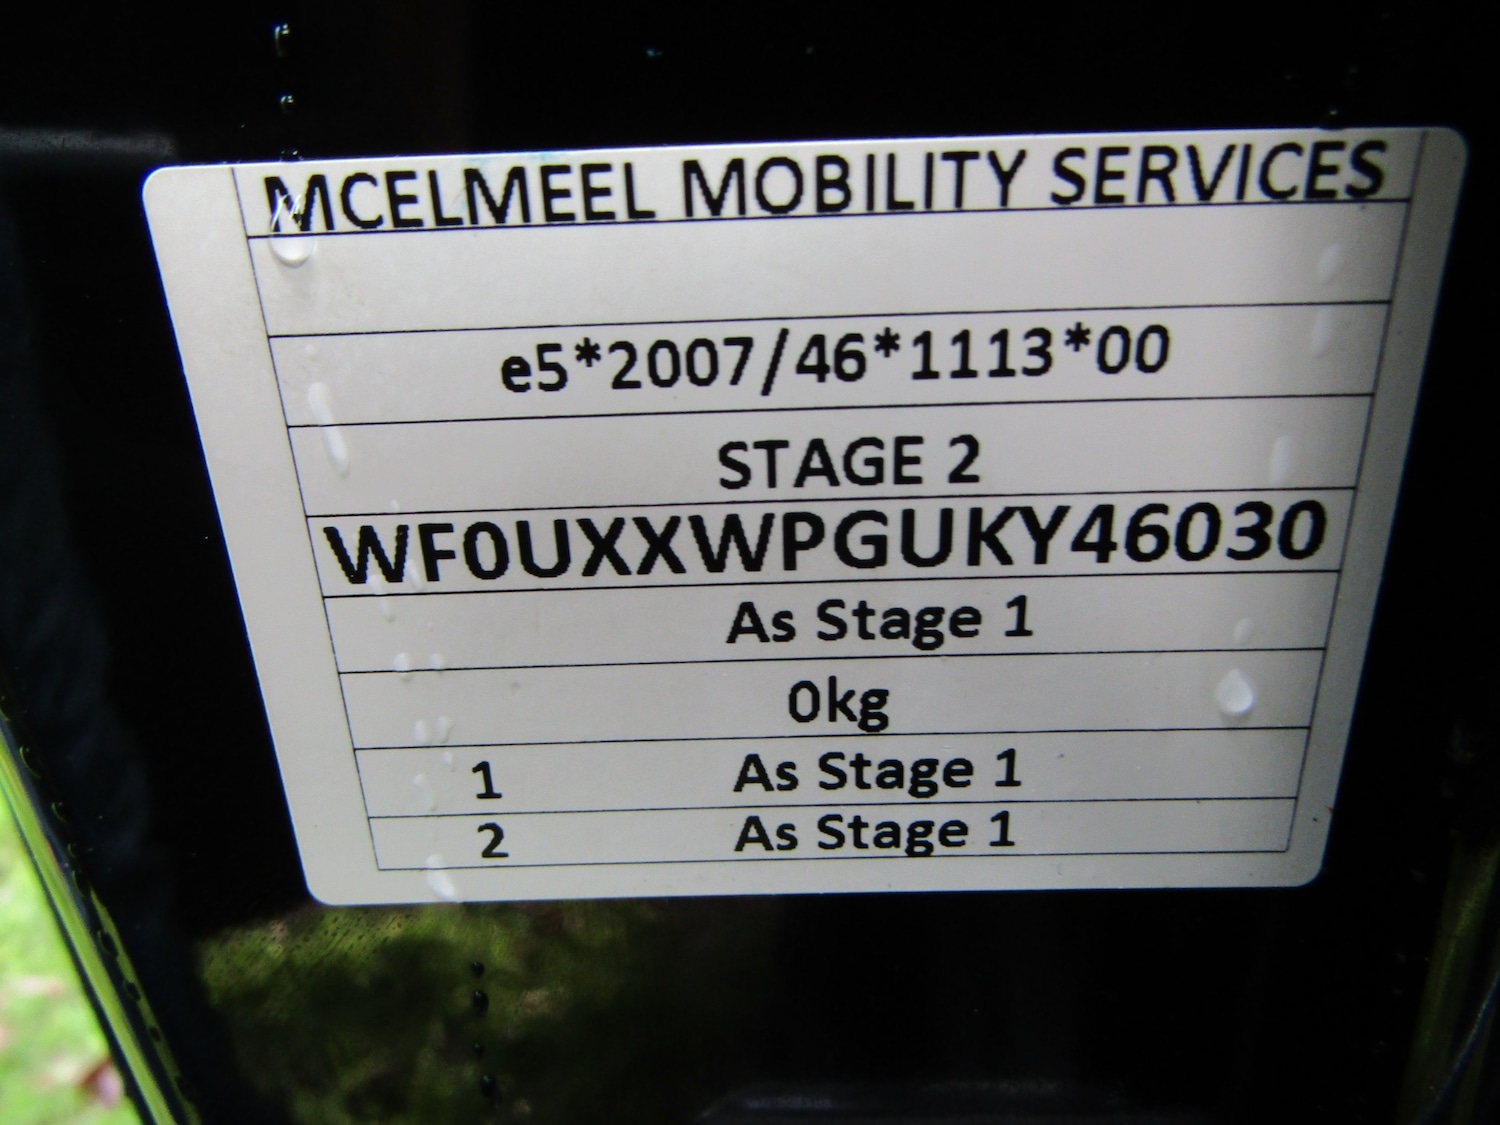 MCELMEEL MOBILITY SERVICES
e5*2007/46*1113*00
STAGE 2
WF0UXXWPGUKY46030
As Stage 1
0kg
1 As Stage 1
2 As Stage 1